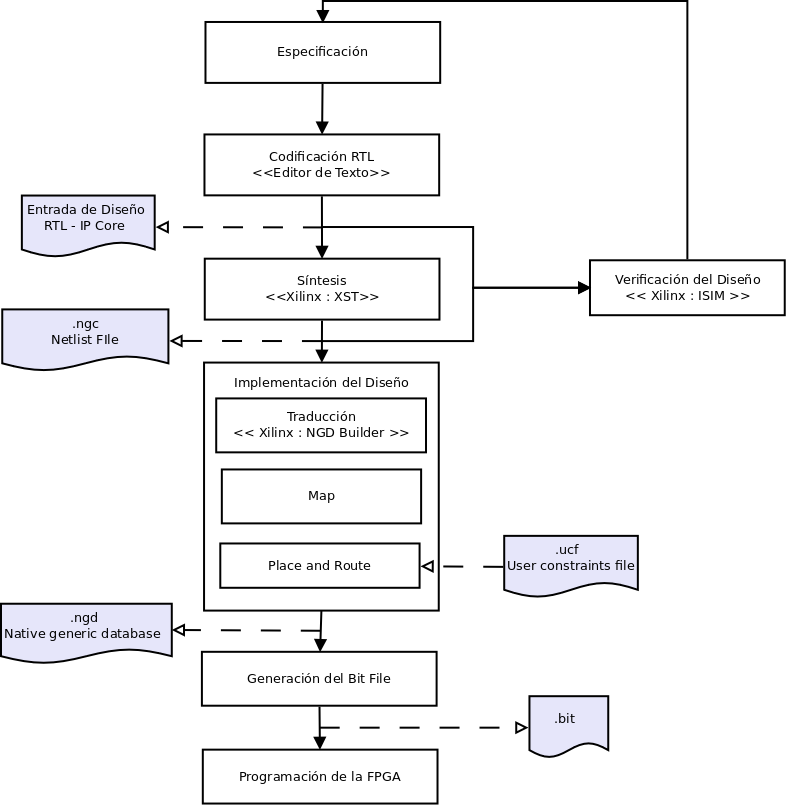 Especificación
Codificación RTL
<<Editor de Texto>>
Entrada de Diseño
RTL - IP Core
Síntesis
<<Xilinx : XST>>
Verificación del Diseño
<< Xilinx : ISIM >>
.ngc
Netlist FIle
Implementación del Diseño
Traducción
<< Xilinx : NGD Builder >>
Map
Place and Route
.ucf
User constraints file
.ngd
Native generic database
Generación del Bit File
.bit
Programación de la FPGA